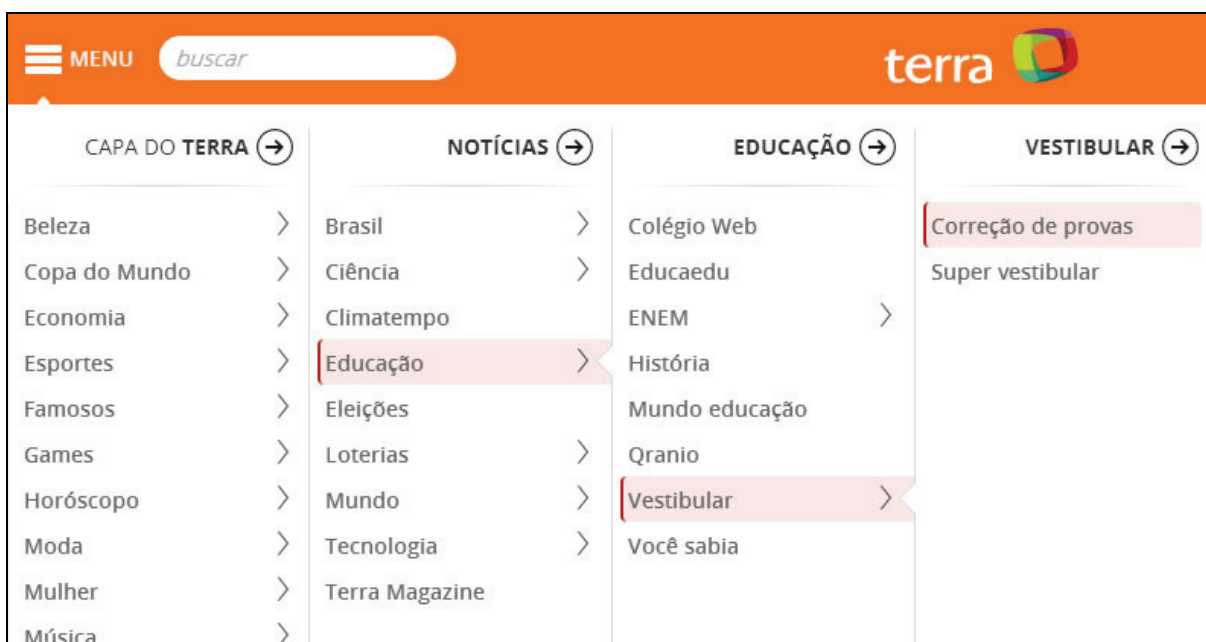 MENU
buscar
terra
CAPA DO TERRA
Beleza
Copa do Mundo
Economia
Esportes
Famosos
Games
Horóscopo
Moda
Mulher
Música
NOTÍCIAS
Brasil
Ciência
Climatempo
Educação
Eleições
Loterias
Mundo
Tecnologia
Terra Magazine
EDUCAÇÃO
Colégio Web
Educaedu
ENEM
História
Mundo educação
Qranio
Vestibular
Você sabia
VESTIBULAR
Correção de provas
Super vestibular